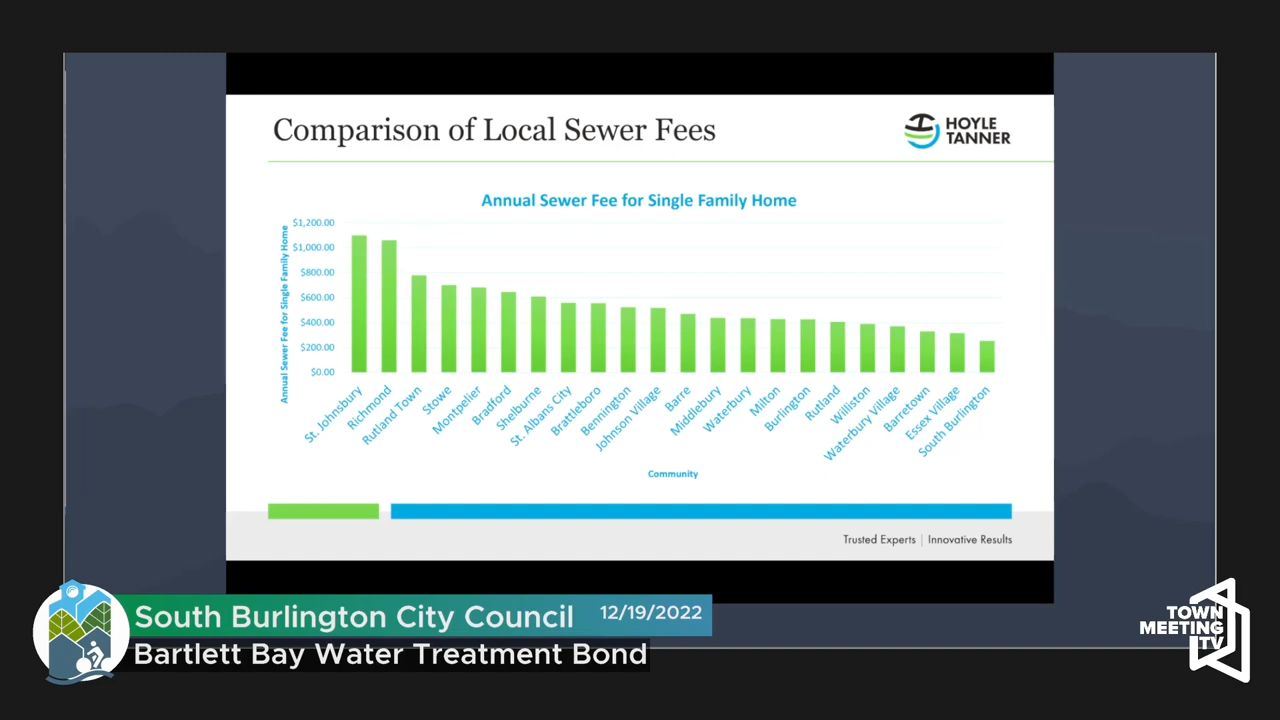 Comparison of Local Sewer Fees
HOYLE
TANNER
Annual Sewer Fee for Single Family Home
Annual Sewer Fee for Single Family Home
$1,200.00
$1,000.00
$800.00
$600.00
$400.00
$200.00
$0.00
St. Johnsbury
Richmond
Rutland Town
Stowe
Montpelier
Bradford
Shelburne
St. Albans City
Brattleboro
Bennington
Johnson Village
Barre
Middlebury
Waterbury
Milton
Burlington
Rutland
Williston
Waterbury Village
Barretown
Essex Village
South Burlington
Community
Trusted Experts | Innovative Results
South Burlington City Council 12/19/2022
Bartlett Bay Water Treatment Bond
TOWN
MEETING
TV